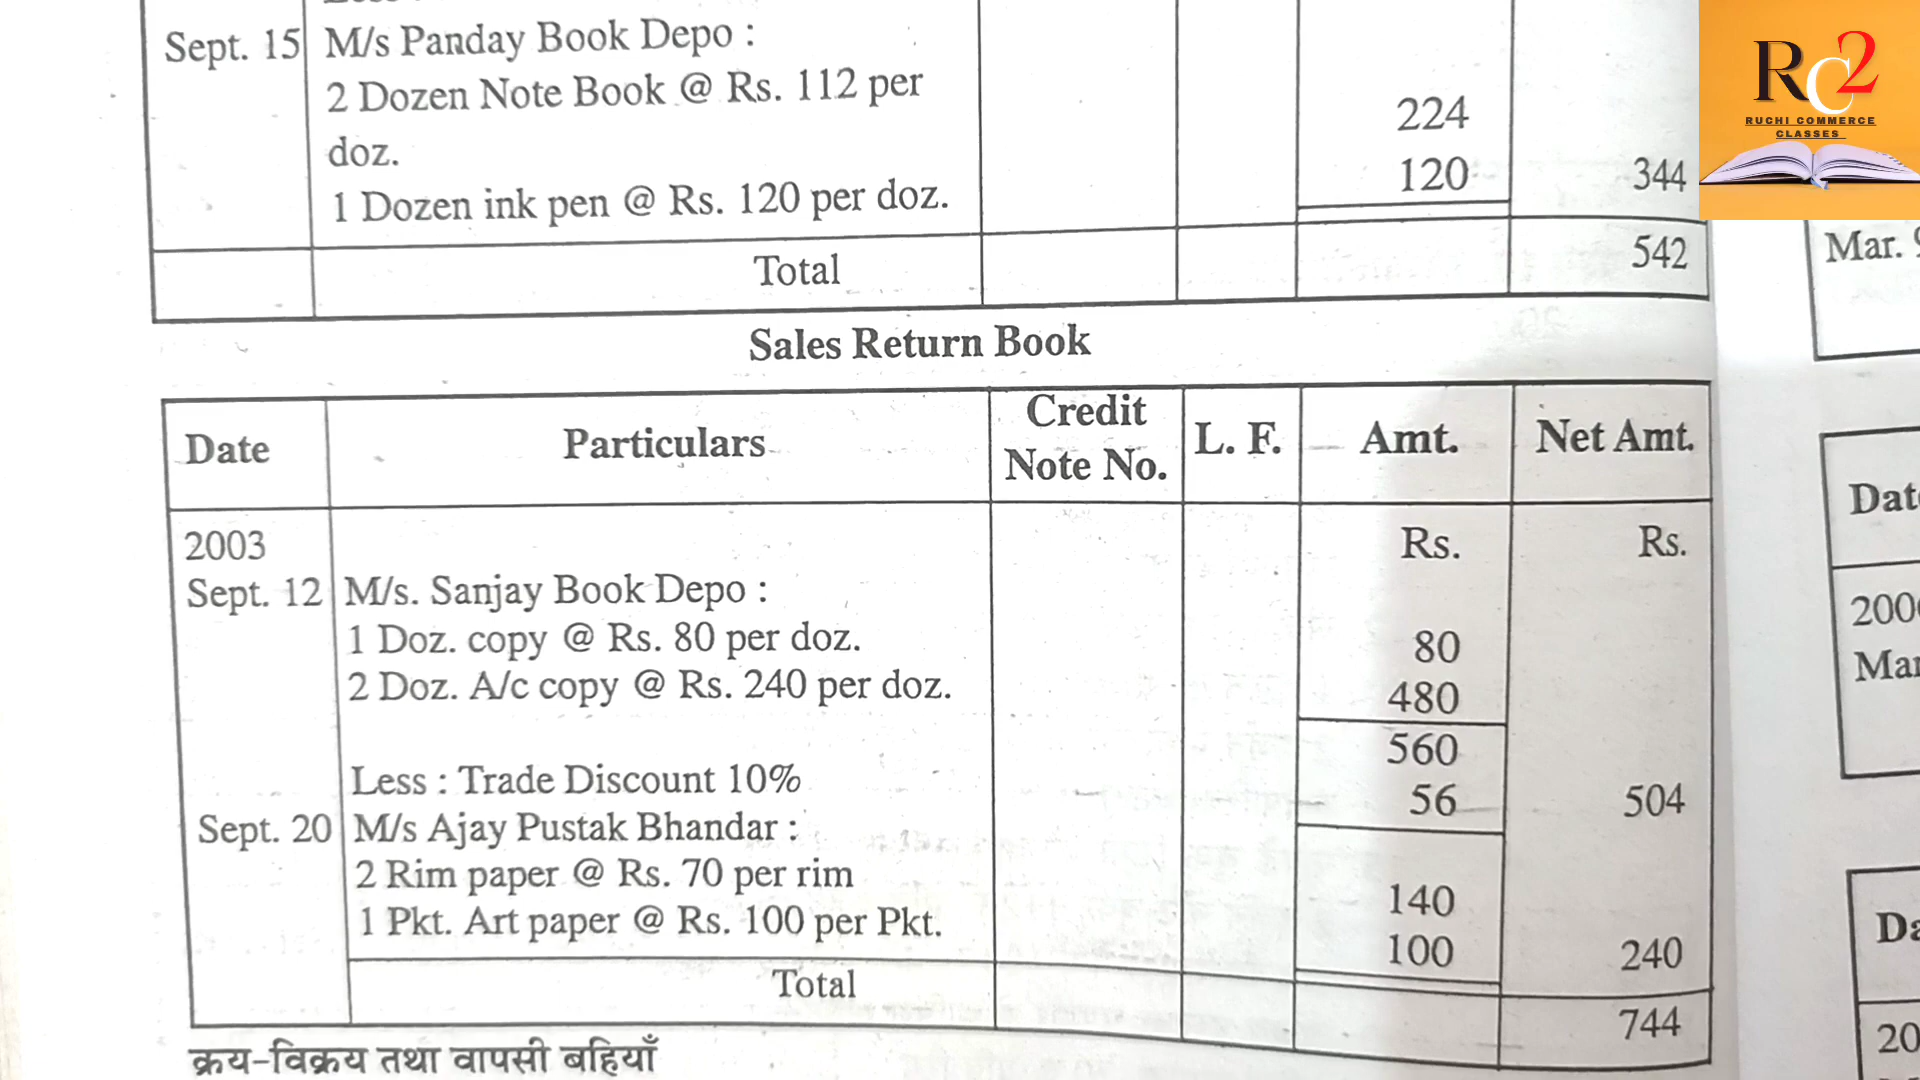 Sept. 15 M/s Panday Book Depo :
2 Dozen Note Book @ Rs. 112 per
doz. 224
1 Dozen ink pen @ Rs. 120 per doz. 120 344
Total 542
Sales Return Book
Date Particulars Credit Note No. L. F. Amt. Net Amt.
2003 Rs. Rs.
Sept. 12 M/s. Sanjay Book Depo :
1 Doz. copy @ Rs. 80 per doz. 80
2 Doz. A/c copy @ Rs. 240 per doz. 480
560
Less : Trade Discount 10% 56 504
Sept. 20 M/s Ajay Pustak Bhandar :
2 Rim paper @ Rs. 70 per rim 140
1 Pkt. Art paper @ Rs. 100 per Pkt. 100 240
Total 744
क्रय-विक्रय तथा वापसी बहियाँ
RC2
RUCHI COMMERCE
CLASSES
Mar.